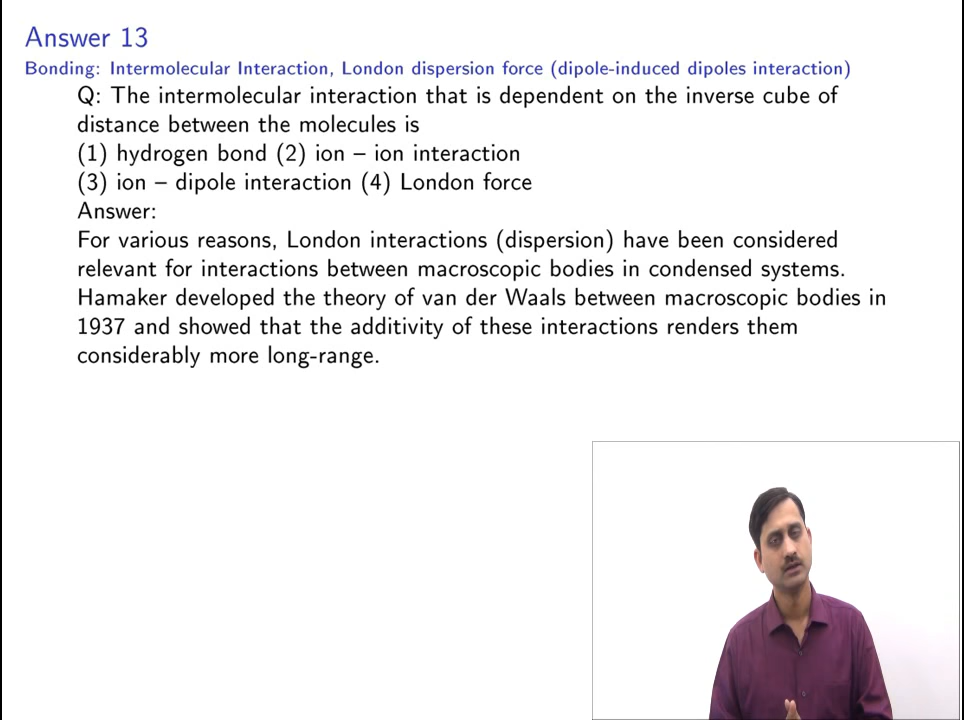 Answer 13
Bonding: Intermolecular Interaction, London dispersion force (dipole-induced dipoles interaction)
Q: The intermolecular interaction that is dependent on the inverse cube of
distance between the molecules is
(1) hydrogen bond (2) ion – ion interaction
(3) ion – dipole interaction (4) London force
Answer:
For various reasons, London interactions (dispersion) have been considered
relevant for interactions between macroscopic bodies in condensed systems.
Hamaker developed the theory of van der Waals between macroscopic bodies in
1937 and showed that the additivity of these interactions renders them
considerably more long-range.